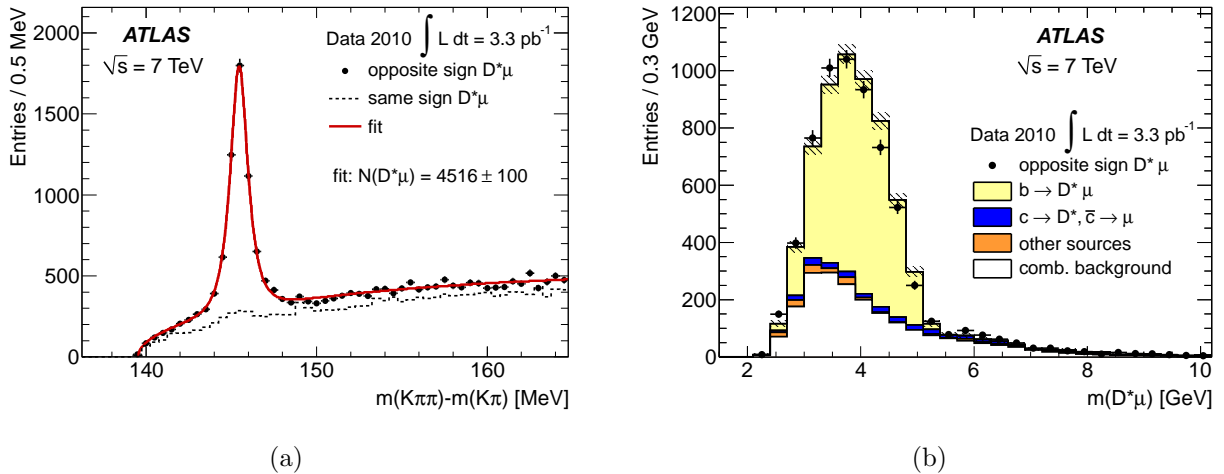 Entries / 0.5 MeV
2000
1500
1000
500
0
ATLAS
√s = 7 TeV
Data 2010 ∫ L dt = 3.3 pb⁻¹
opposite sign D*μ
same sign D*μ
fit
fit: N(D*μ) = 4516 ± 100
140 150 160
m(Kππ)-m(Kπ) [MeV]
(a)
Entries / 0.3 GeV
1200
1000
800
600
400
200
0
ATLAS
√s = 7 TeV
Data 2010 ∫ L dt = 3.3 pb⁻¹
opposite sign D* μ
b → D* μ
c → D*, c̅ → μ
other sources
comb. background
2 4 6 8 10
m(D*μ) [GeV]
(b)